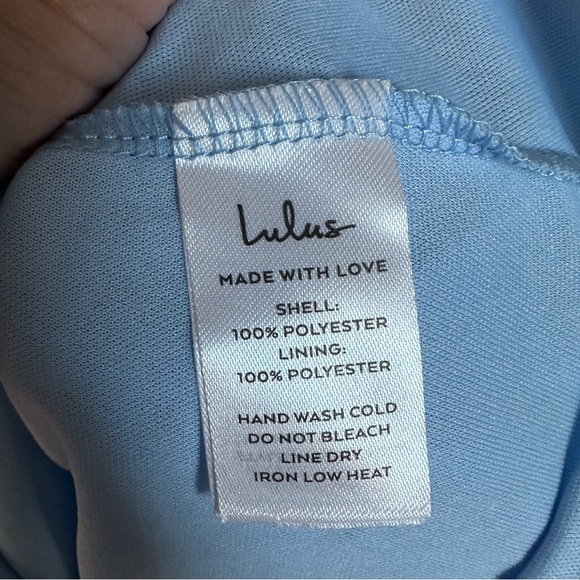 Lulus
MADE WITH LOVE
SHELL:
100% POLYESTER
LINING:
100% POLYESTER
HAND WASH COLD
DO NOT BLEACH
LINE DRY
IRON LOW HEAT